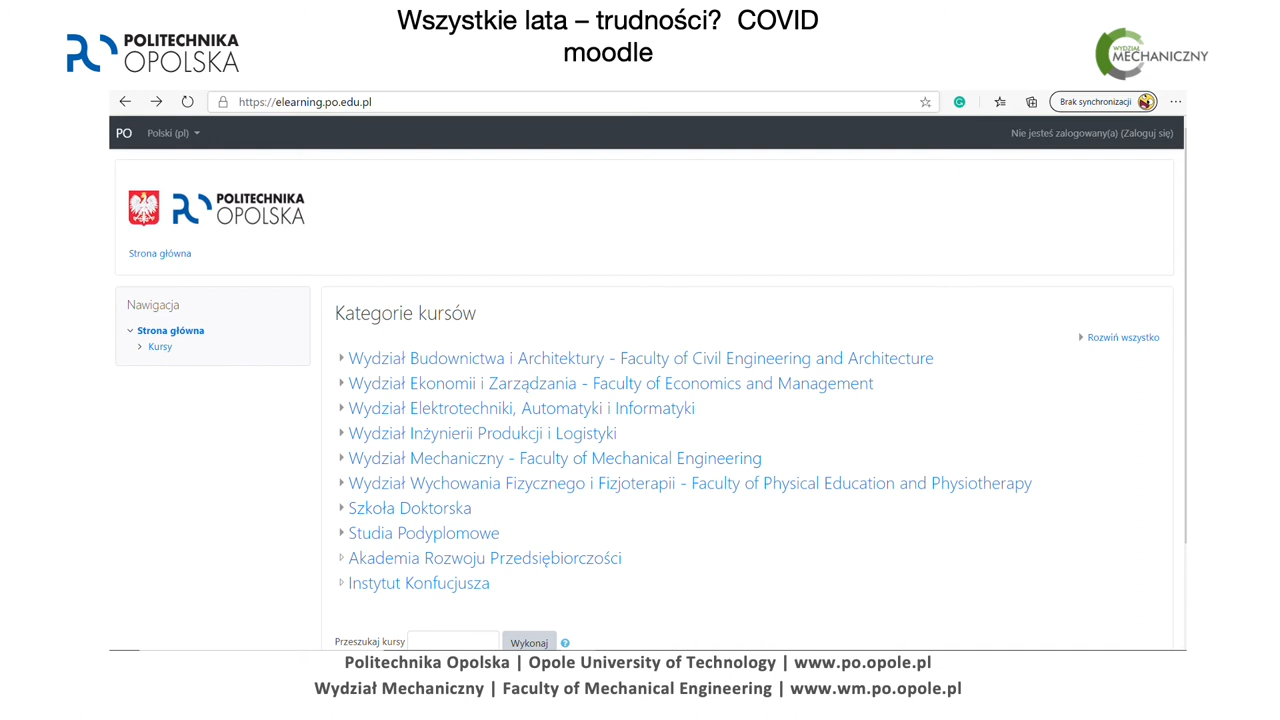 Wszystkie lata – trudności? COVID
moodle
POLITECHNIKA
OPOLSKA
WYDZIAŁ
MECHANICZNY
https://elearning.po.edu.pl
Brak synchronizacji
PO Polski (pl)
Nie jesteś zalogowany(a) (Zaloguj się)
POLITECHNIKA
OPOLSKA
Strona główna
Nawigacja
Strona główna
Kursy
Kategorie kursów
Rozwiń wszystko
Wydział Budownictwa i Architektury - Faculty of Civil Engineering and Architecture
Wydział Ekonomii i Zarządzania - Faculty of Economics and Management
Wydział Elektrotechniki, Automatyki i Informatyki
Wydział Inżynierii Produkcji i Logistyki
Wydział Mechaniczny - Faculty of Mechanical Engineering
Wydział Wychowania Fizycznego i Fizjoterapii - Faculty of Physical Education and Physiotherapy
Szkoła Doktorska
Studia Podyplomowe
Akademia Rozwoju Przedsiębiorczości
Instytut Konfucjusza
Przeszukaj kursy Wykonaj
Politechnika Opolska | Opole University of Technology | www.po.opole.pl
Wydział Mechaniczny | Faculty of Mechanical Engineering | www.wm.po.opole.pl